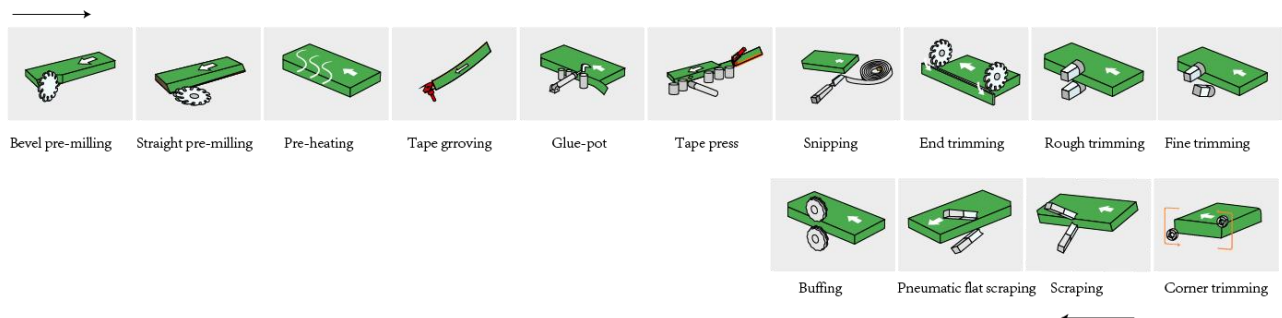 Bevel pre-milling
Straight pre-milling
Pre-heating
Tape grroving
Glue-pot
Tape press
Snipping
End trimming
Rough trimming
Fine trimming
Buffing
Pneumatic flat scraping
Scraping
Corner trimming